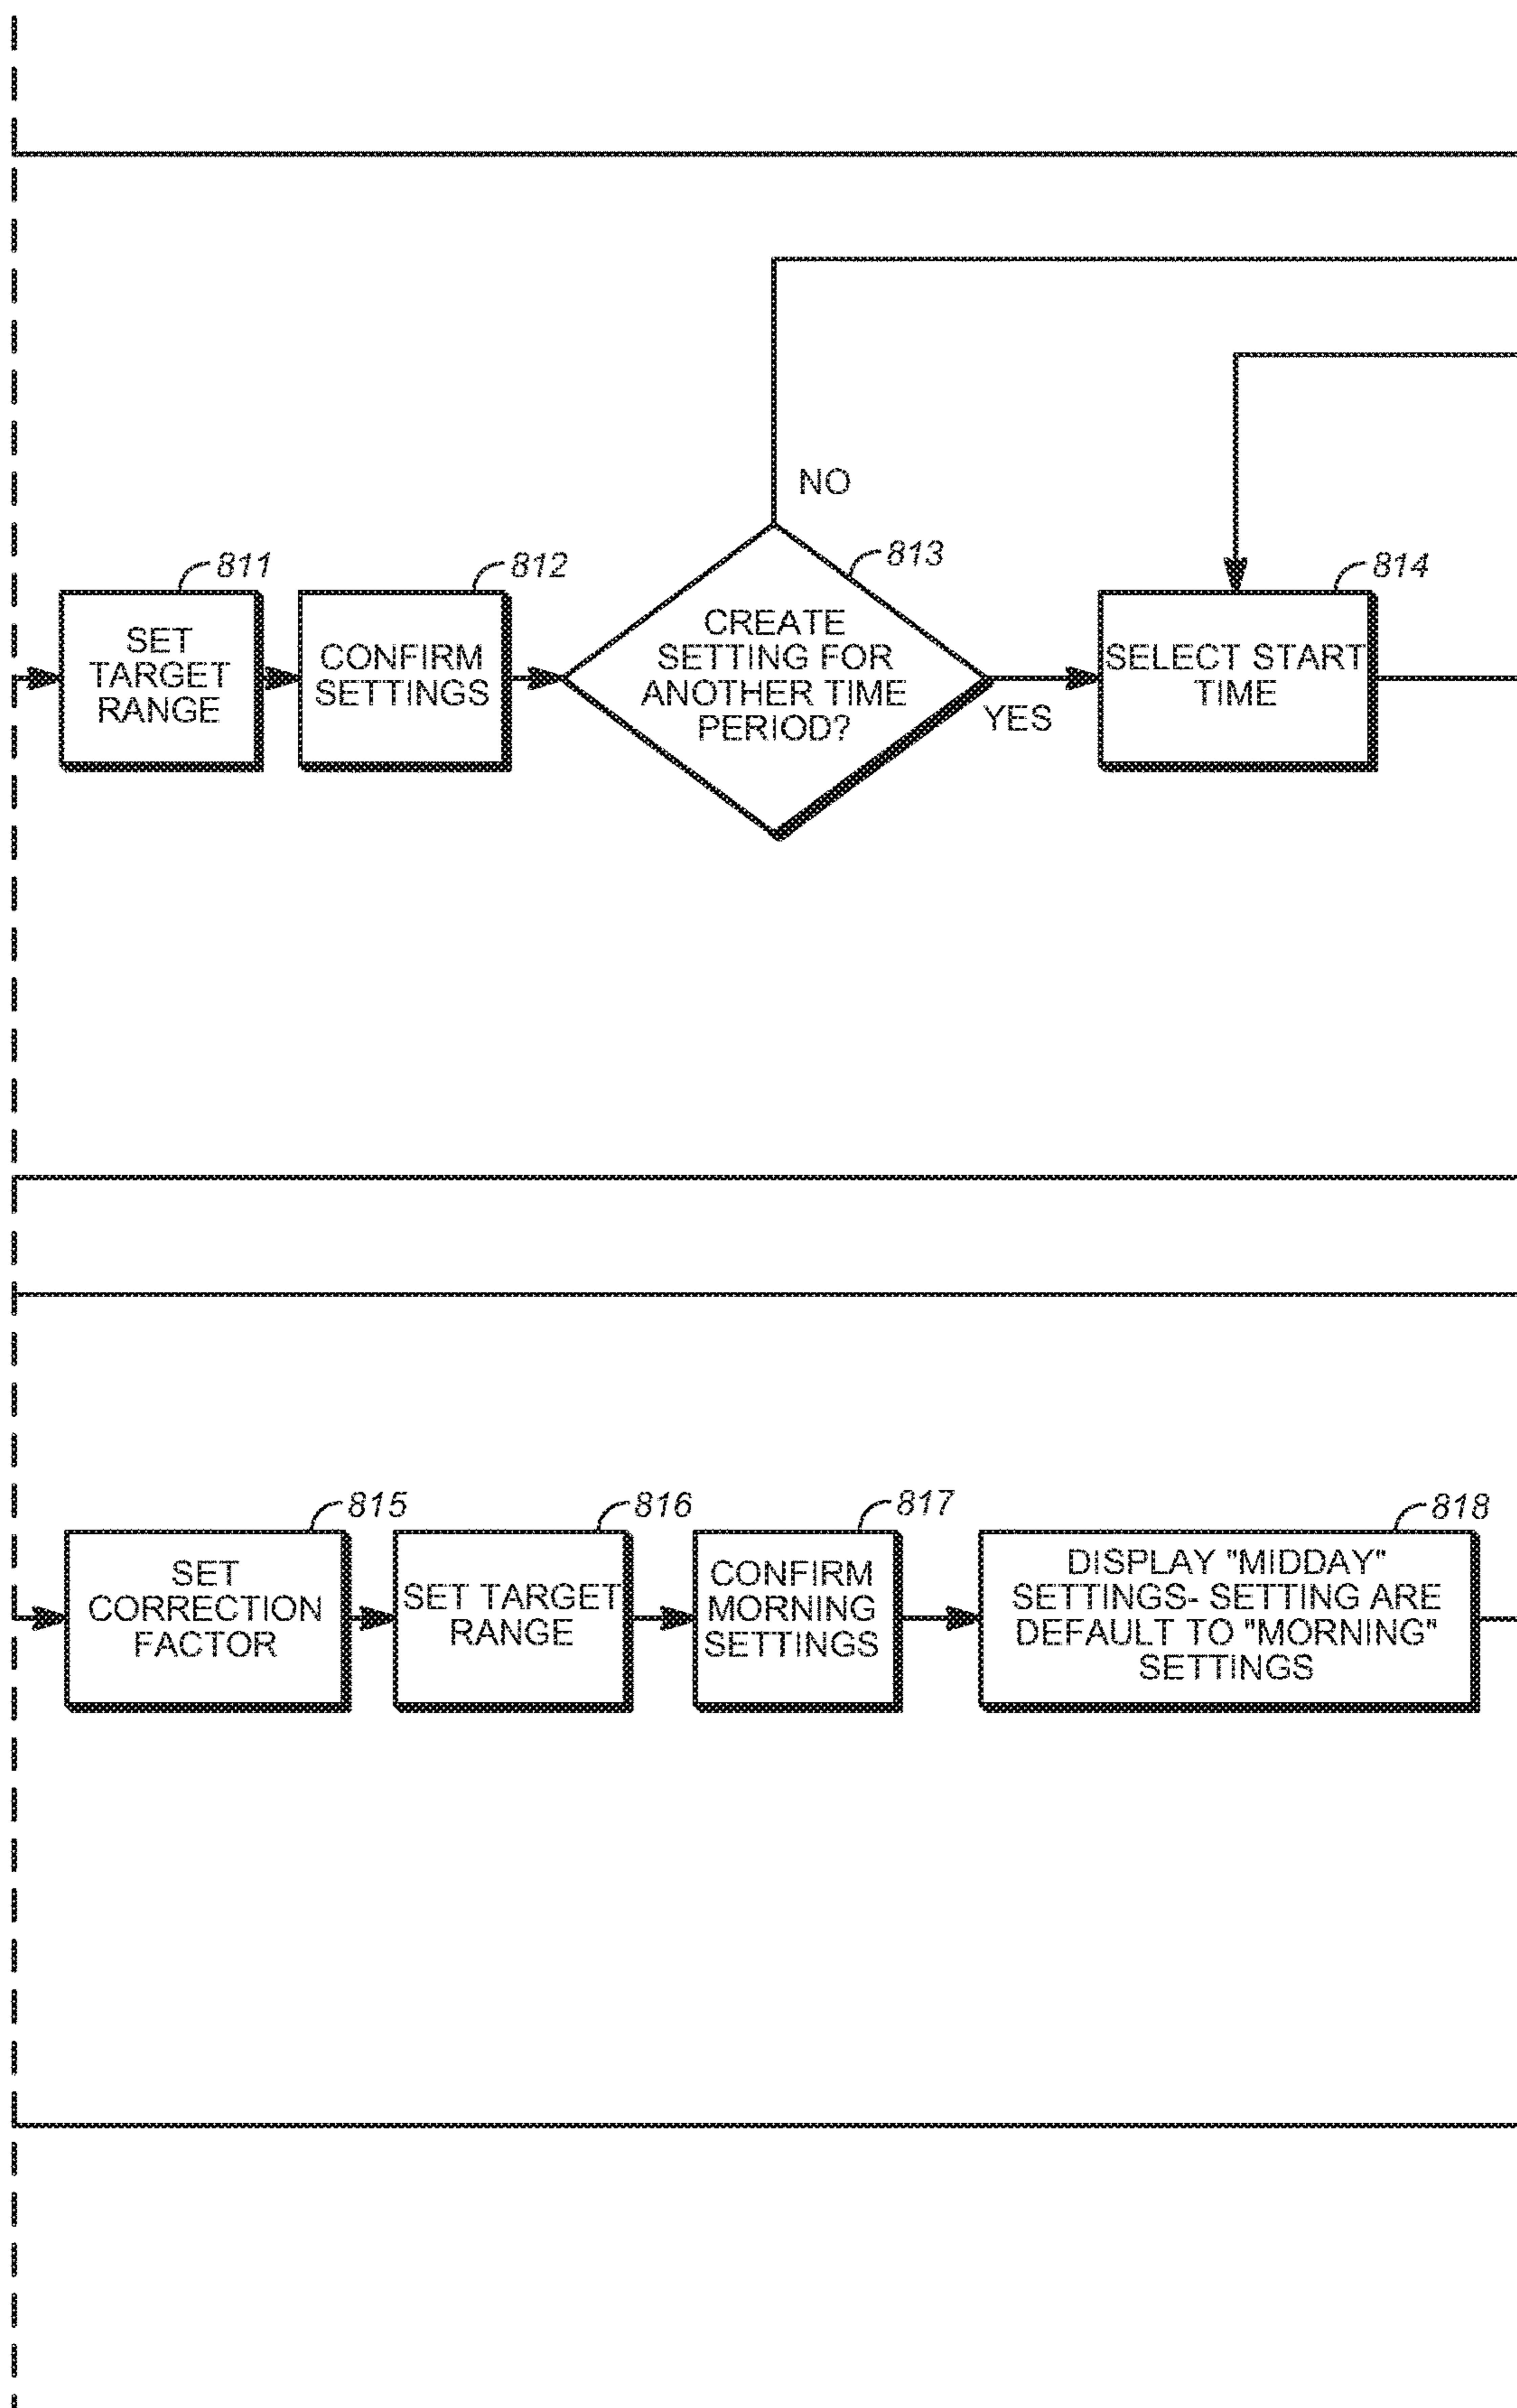 NO
811
SET
TARGET
RANGE
812
CONFIRM
SETTINGS
813
CREATE
SETTING FOR
ANOTHER TIME
PERIOD?
YES
814
SELECT START
TIME
815
SET
CORRECTION
FACTOR
816
SET TARGET
RANGE
817
CONFIRM
MORNING
SETTINGS
818
DISPLAY "MIDDAY"
SETTINGS- SETTING ARE
DEFAULT TO "MORNING"
SETTINGS